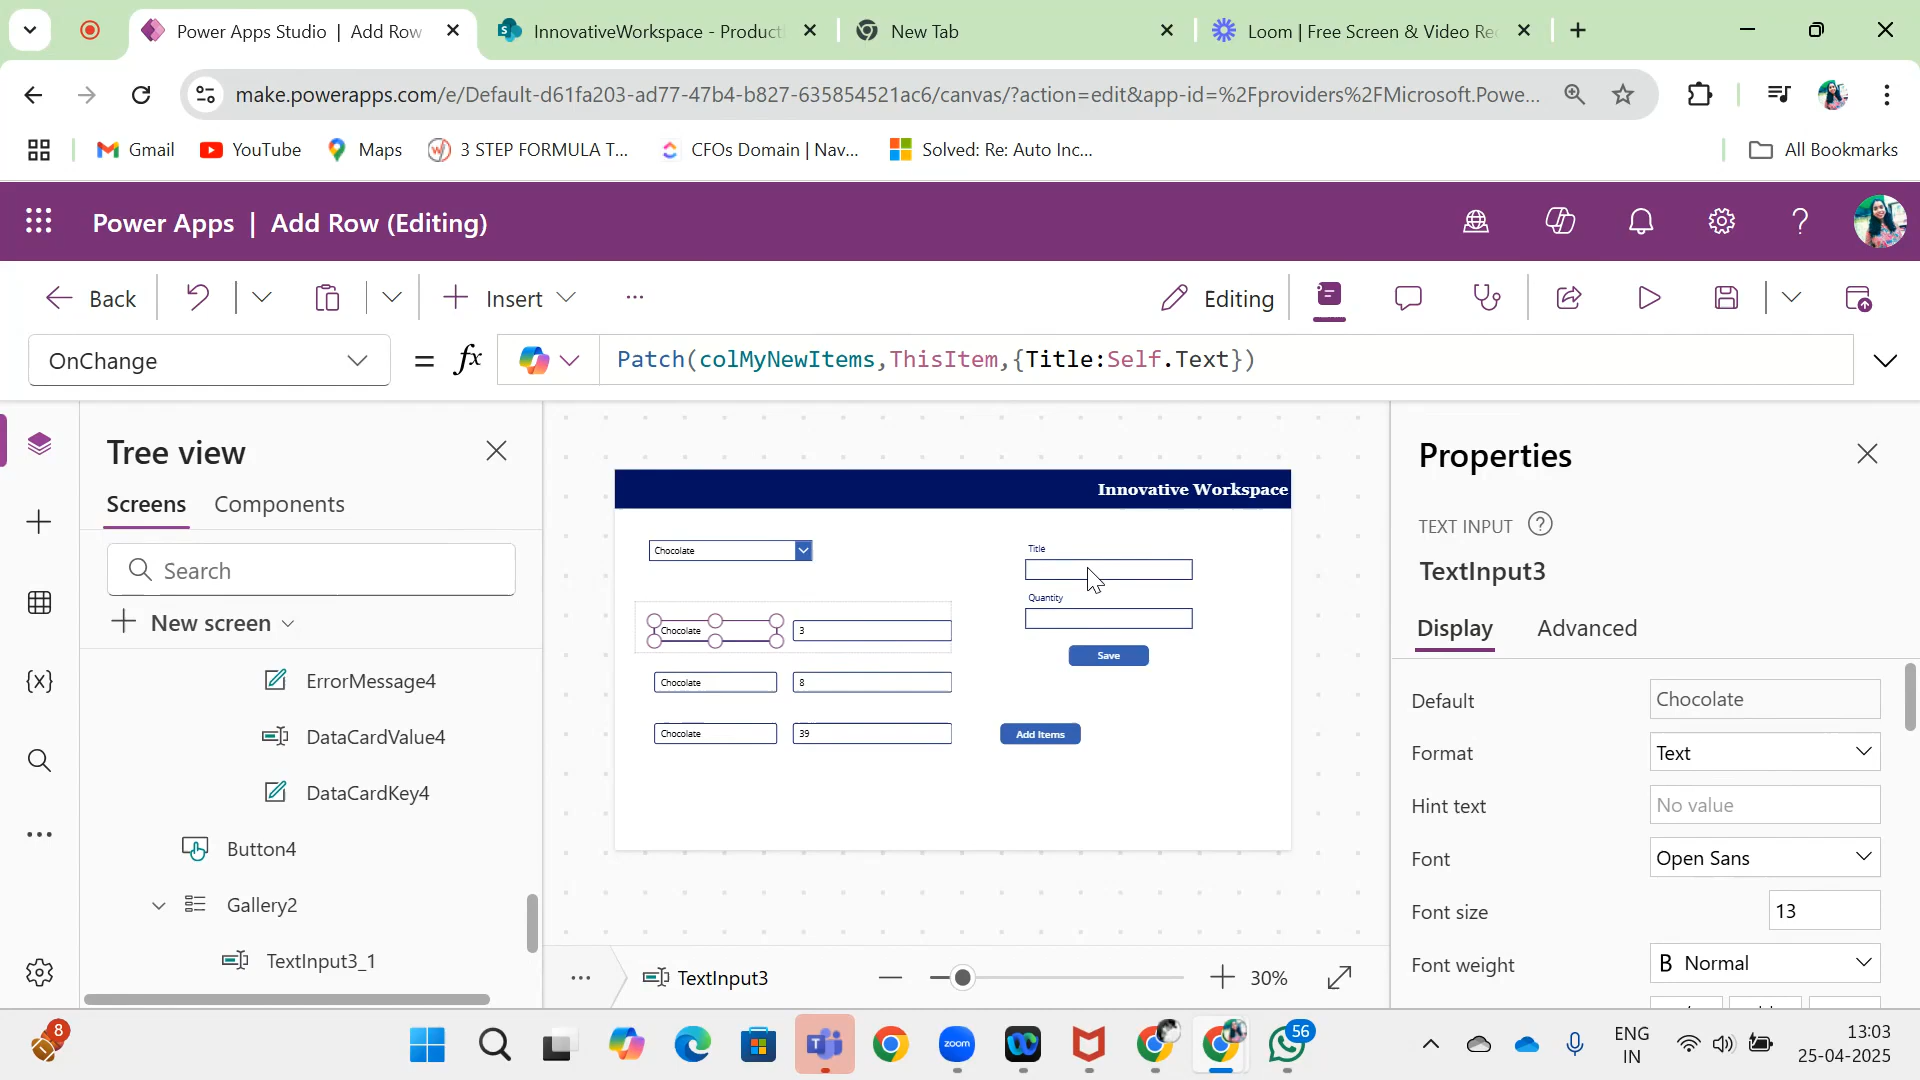 Power Apps Studio | Add Row
InnovativeWorkspace - Product
New Tab
Loom | Free Screen & Video Re
make.powerapps.com/e/Default-d61fa203-ad77-47b4-b827-635854521ac6/canvas/?action=edit&app-id=%2Fproviders%2FMicrosoft.Powe...
Gmail
YouTube
Maps
3 STEP FORMULA T...
CFOs Domain | Nav...
Solved: Re: Auto Inc...
All Bookmarks
Power Apps | Add Row (Editing)
Back
Insert
Editing
OnChange
= fx
Patch(colMyNewItems,ThisItem,{Title:Self.Text})
Tree view
Screens
Components
Search
New screen
ErrorMessage4
DataCardValue4
DataCardKey4
Button4
Gallery2
TextInput3_1
Innovative Workspace
Chocolate
Title
Quantity
Save
Chocolate
3
Chocolate
8
Chocolate
39
Add Items
TextInput3
30%
Properties
TEXT INPUT
TextInput3
Display
Advanced
Default
Chocolate
Format
Text
Hint text
No value
Font
Open Sans
Font size
13
Font weight
B Normal
8
zoom
56
ENG
IN
13:03
25-04-2025